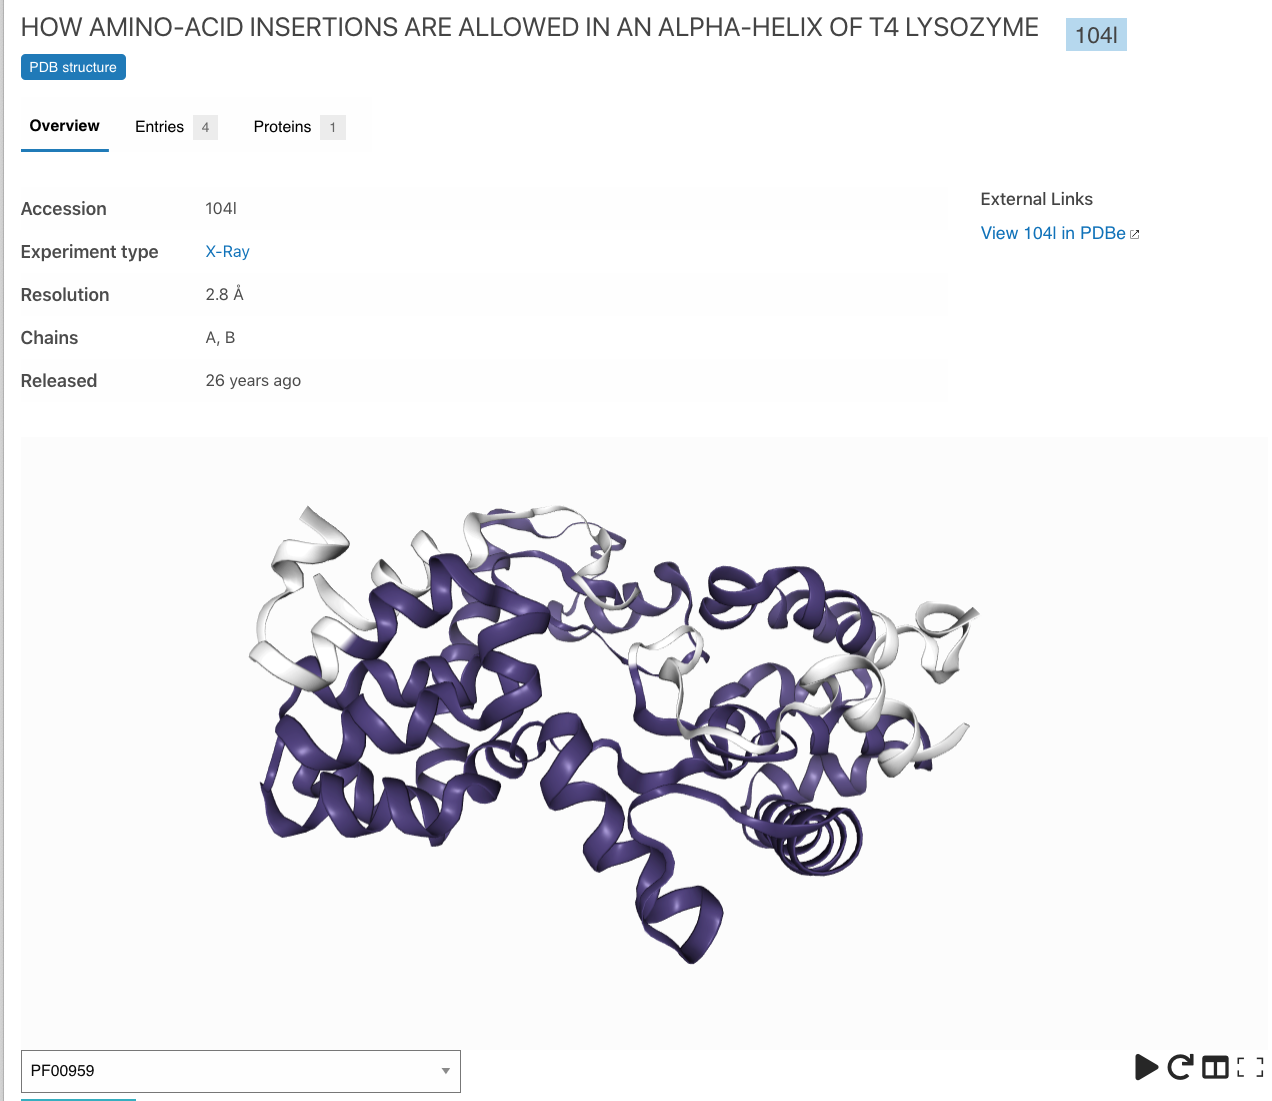 HOW AMINO-ACID INSERTIONS ARE ALLOWED IN AN ALPHA-HELIX OF T4 LYSOZYME 104l
PDB structure
Overview Entries 4 Proteins 1
Accession 104l
Experiment type X-Ray
Resolution 2.8 Å
Chains A, B
Released 26 years ago
External Links
View 104l in PDBe
PF00959